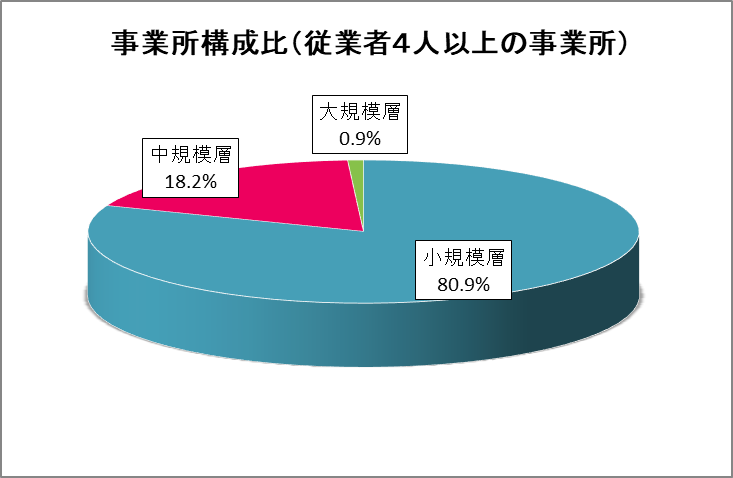 事業所構成比（従業者４人以上の事業所）
大規模層
0.9%
中規模層
18.2%
小規模層
80.9%